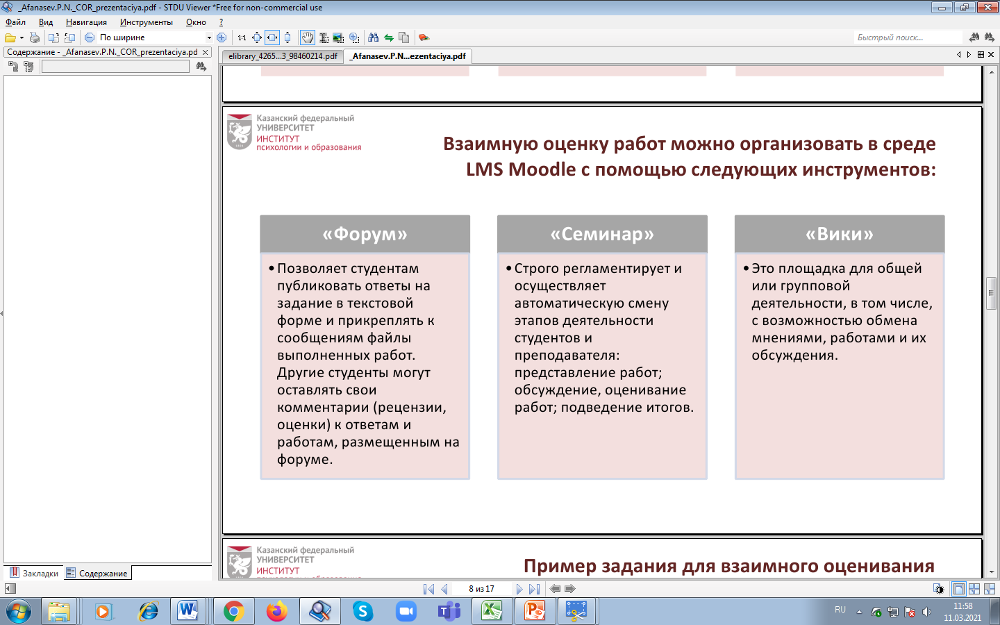 _Afanasev.P.N._COR_prezentaciya.pdf - STDU Viewer *Free for non-commercial use
Файл Вид Навигация Инструменты Окно ?
По ширине
1:1
Быстрый поиск...
Содержание - _Afanasev.P.N._COR_prezentaciya.pd
elibrary_4265...3_98460214.pdf
_Afanasev.P.N...ezentaciya.pdf
Казанский федеральный
УНИВЕРСИТЕТ
ИНСТИТУТ
психологии и образования
Взаимную оценку работ можно организовать в среде
LMS Moodle с помощью следующих инструментов:
«Форум»
•Позволяет студентам
публиковать ответы на
задание в текстовой
форме и прикреплять к
сообщениям файлы
выполненных работ.
Другие студенты могут
оставлять свои
комментарии (рецензии,
оценки) к ответам и
работам, размещенным на
форуме.
«Семинар»
•Строго регламентирует и
осуществляет
автоматическую смену
этапов деятельности
студентов и
преподавателя:
представление работ;
обсуждение, оценивание
работ; подведение итогов.
«Вики»
•Это площадка для общей
или групповой
деятельности, в том числе,
с возможностью обмена
мнениями, работами и их
обсуждения.
Казанский федеральный
УНИВЕРСИТЕТ
ИНСТИТУТ
Пример задания для взаимного оценивания
Закладки Содержание
8 из 17
RU
11:58
11.03.2021